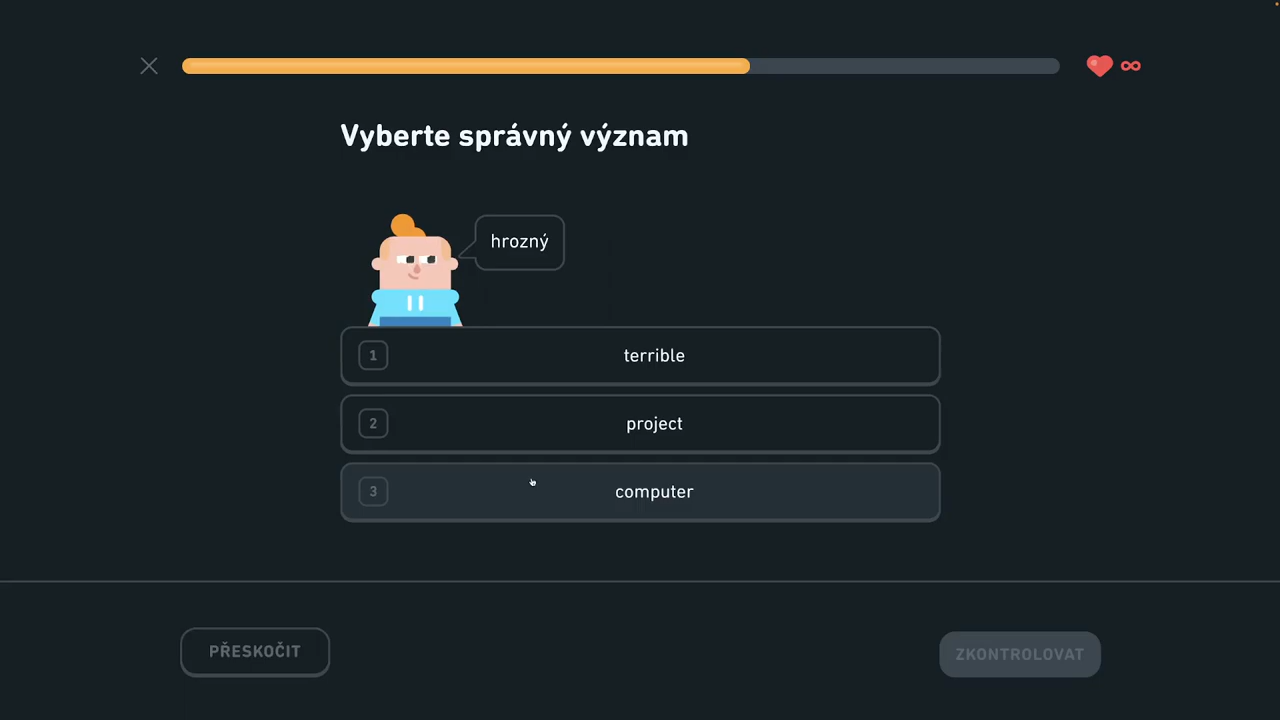 ∞
Vyberte správný význam
hrozný
1 terrible
2 project
3 computer
PŘESKOČIT
ZKONTROLOVAT